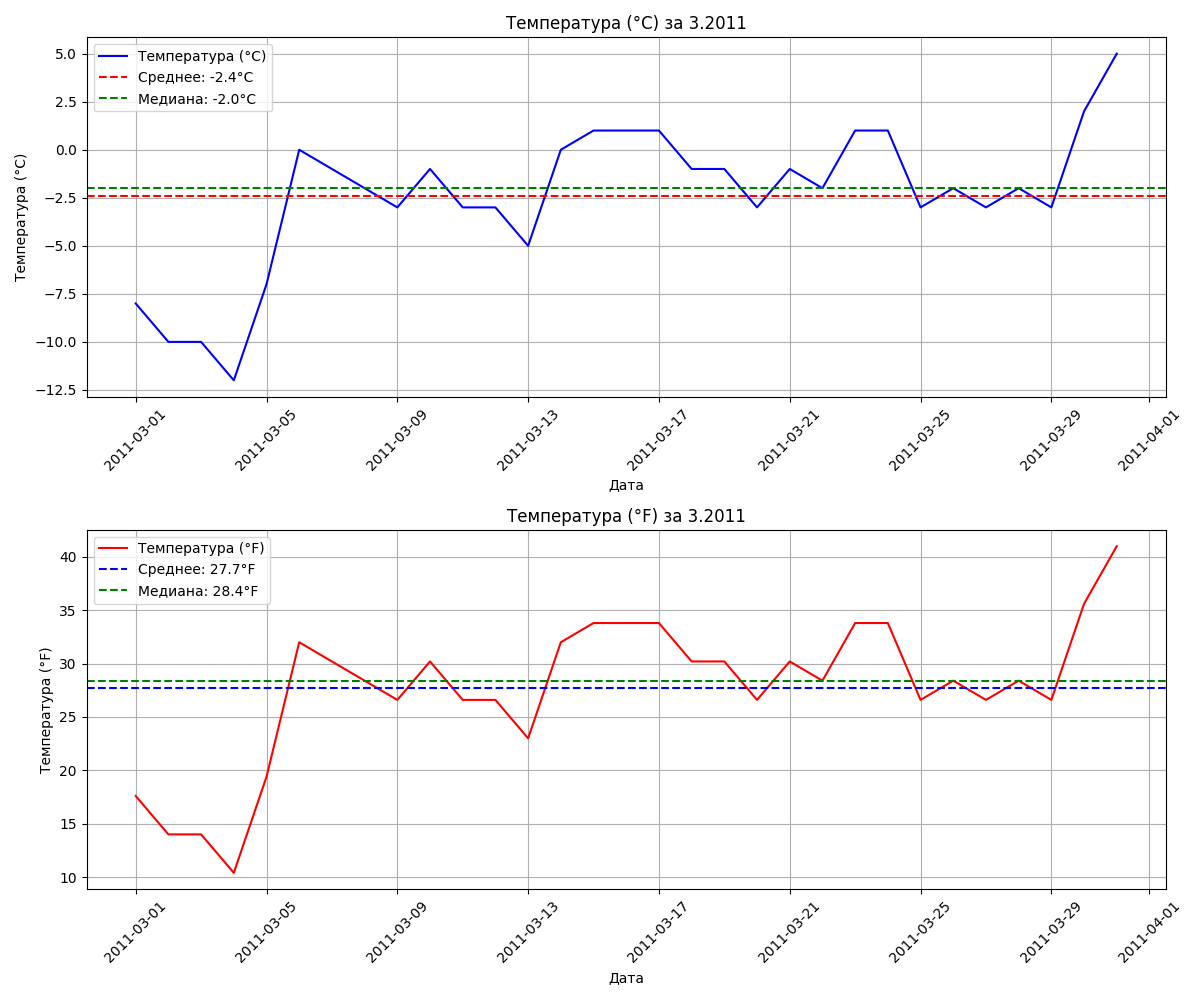 Температура (°C) за 3.2011
Температура (°C)
Среднее: -2.4°C
Медиана: -2.0°C
5.0
2.5
0.0
−2.5
−5.0
−7.5
−10.0
−12.5
Температура (°C)
2011-03-01
2011-03-05
2011-03-09
2011-03-13
2011-03-17
2011-03-21
2011-03-25
2011-03-29
2011-04-01
Дата
Температура (°F) за 3.2011
Температура (°F)
Среднее: 27.7°F
Медиана: 28.4°F
40
35
30
25
20
15
10
Температура (°F)
2011-03-01
2011-03-05
2011-03-09
2011-03-13
2011-03-17
2011-03-21
2011-03-25
2011-03-29
2011-04-01
Дата